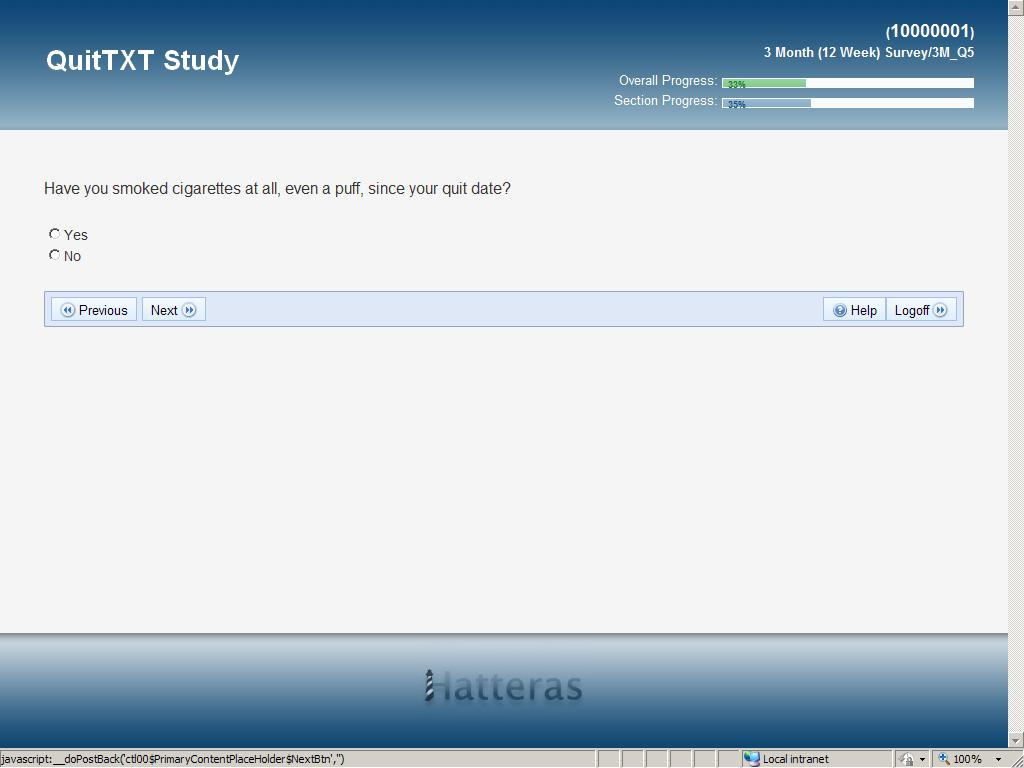 QuitTXT Study
(10000001)
3 Month (12 Week) Survey/3M_Q5
Overall Progress: 33%
Section Progress: 35%
Have you smoked cigarettes at all, even a puff, since your quit date?
Yes
No
Previous Next Help Logoff
Hatteras
javascript:__doPostBack('ctl00$PrimaryContentPlaceHolder$NextBtn','') Local intranet 100%